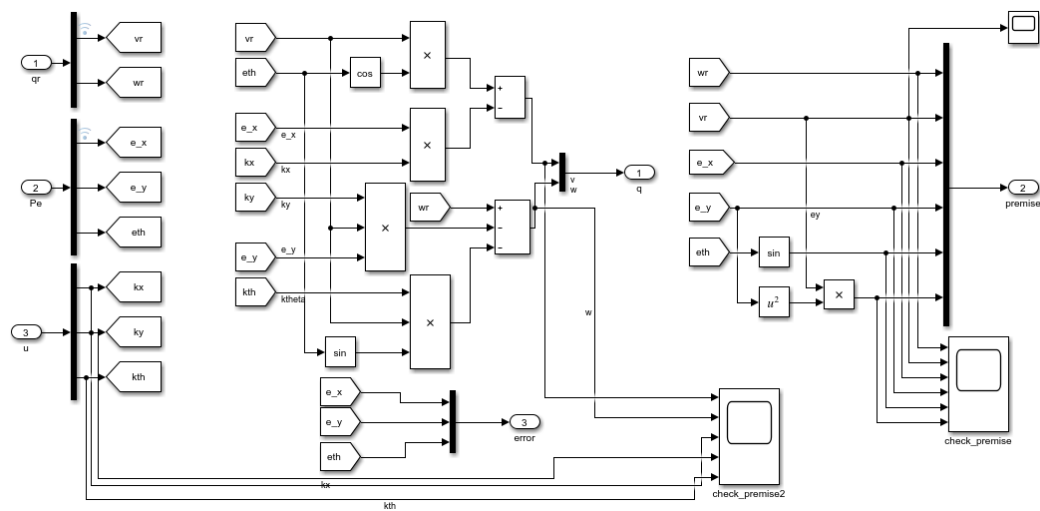 1
qr
vr
wr
2
Pe
e_x
e_y
eth
3
u
kx
ky
kth
vr
eth
cos
×
e_x
e_x
kx
kx
×
+
−
ky
ky
wr
×
e_y
e_y
+
−
−
kth
ktheta
×
sin
v
w
1
q
w
e_x
e_y
eth
3
error
kx
kth
check_premise2
wr
vr
e_x
e_y
ey
eth
sin
u²
×
2
premise
check_premise